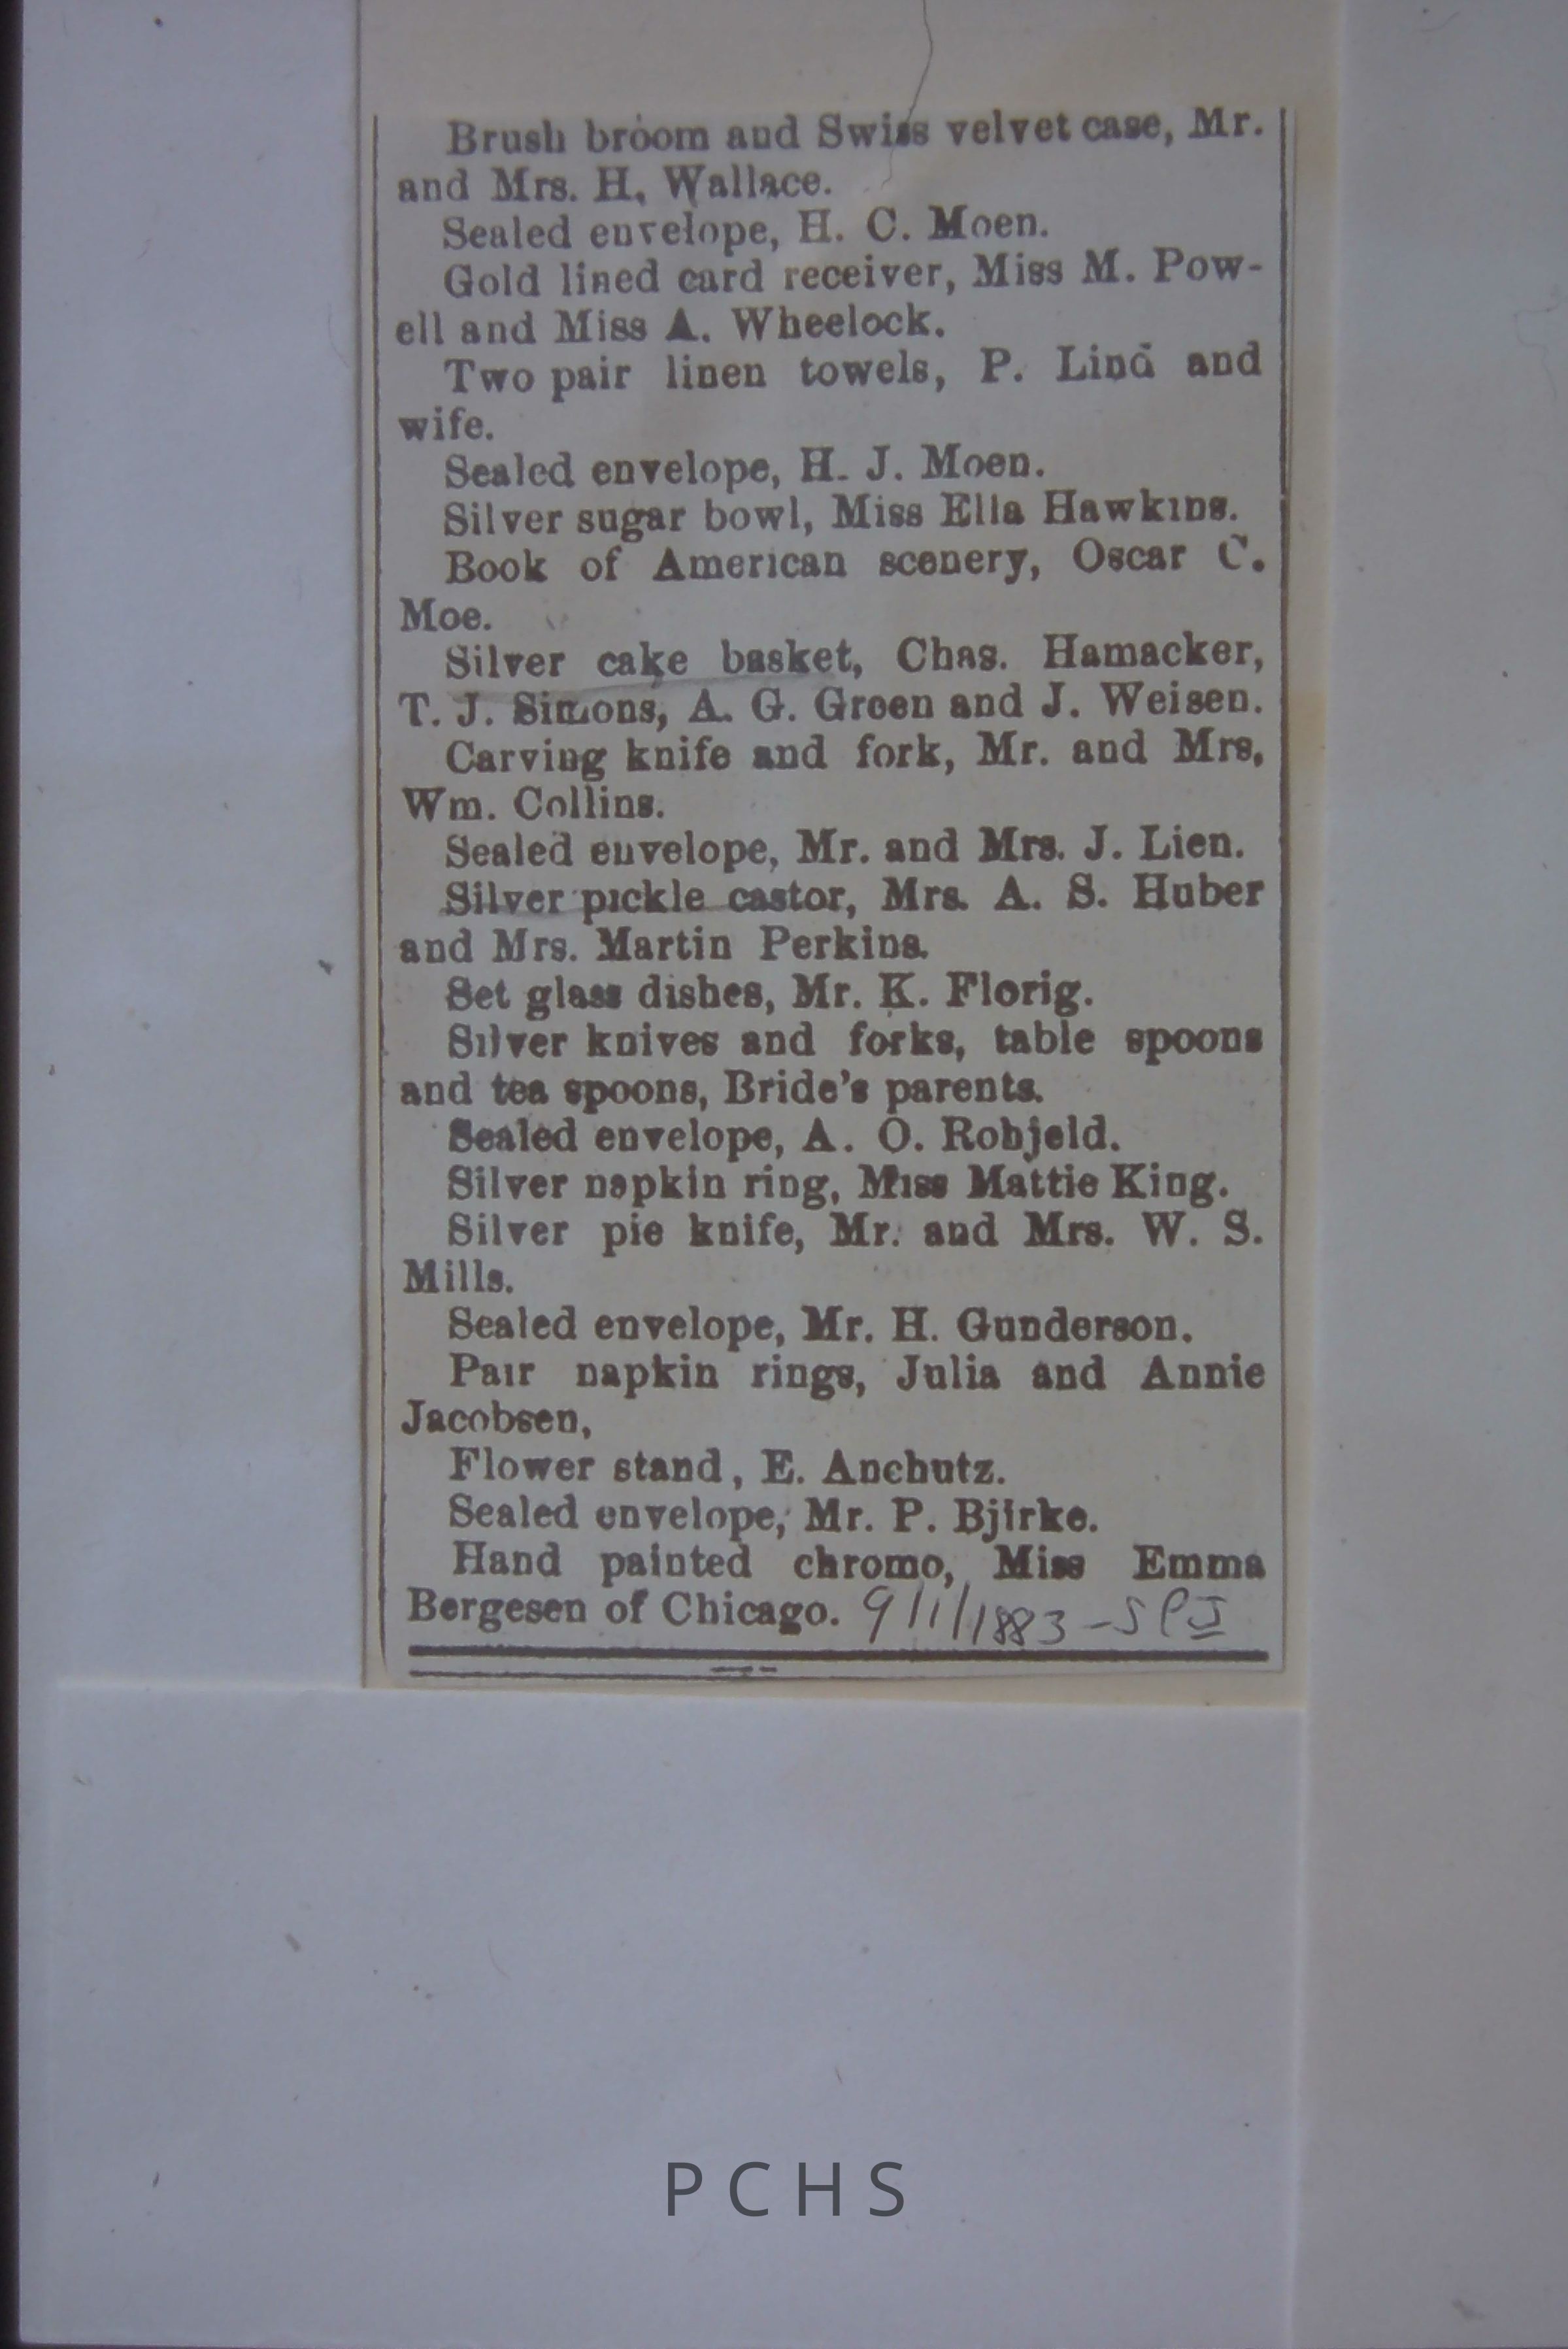 Brush broom and Swiss velvet case, Mr.
and Mrs. H, Wallace.
Sealed envelope, H. C. Moen.
Gold lined card receiver, Miss M. Pow-
ell and Miss A. Wheelock.
Two pair linen towels, P. Lind and
wife.
Sealed envelope, H. J. Moen.
Silver sugar bowl, Miss Ella Hawkins.
Book of American scenery, Oscar C.
Moe.
Silver cake basket, Chas. Hamacker,
T. J. Simons, A. G. Green and J. Weisen.
Carving knife and fork, Mr. and Mrs,
Wm. Collins.
Sealed envelope, Mr. and Mrs. J. Lien.
Silver pickle castor, Mrs. A. S. Huber
and Mrs. Martin Perkins.
Set glass dishes, Mr. K. Florig.
Silver knives and forks, table spoons
and tea spoons, Bride's parents.
Sealed envelope, A. O. Robjeld.
Silver napkin ring, Miss Mattie King.
Silver pie knife, Mr. and Mrs. W. S.
Mills.
Sealed envelope, Mr. H. Gunderson.
Pair napkin rings, Julia and Annie
Jacobsen,
Flower stand, E. Anchutz.
Sealed envelope, Mr. P. Bjirke.
Hand painted chromo, Miss Emma
Bergesen of Chicago. 9/1/1883 - SPJ
PCHS